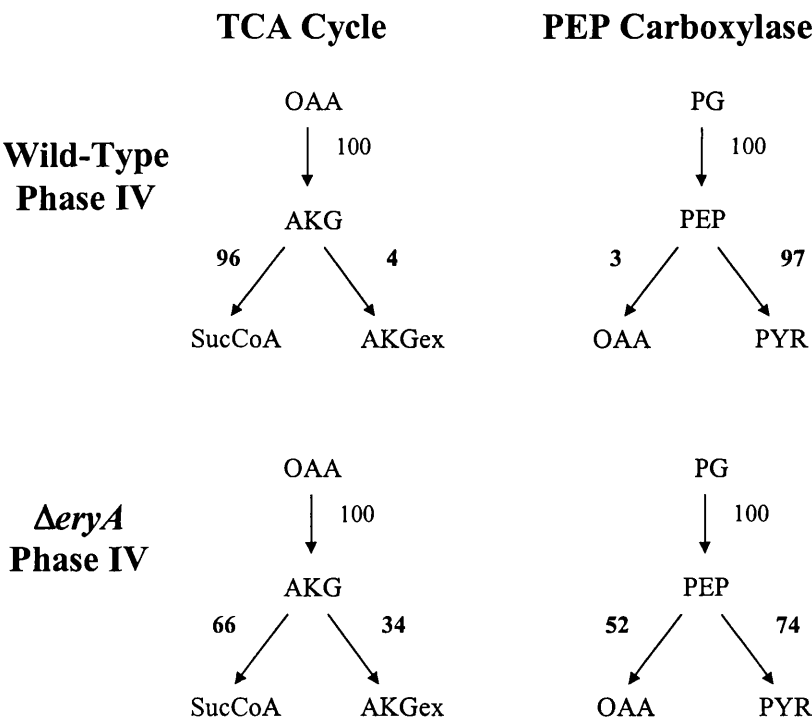 TCA Cycle
PEP Carboxylase
Wild-Type
Phase IV
OAA
100
AKG
96
4
SucCoA
AKGex
PG
100
PEP
3
97
OAA
PYR
ΔeryA
Phase IV
OAA
100
AKG
66
34
SucCoA
AKGex
PG
100
PEP
52
74
OAA
PYR